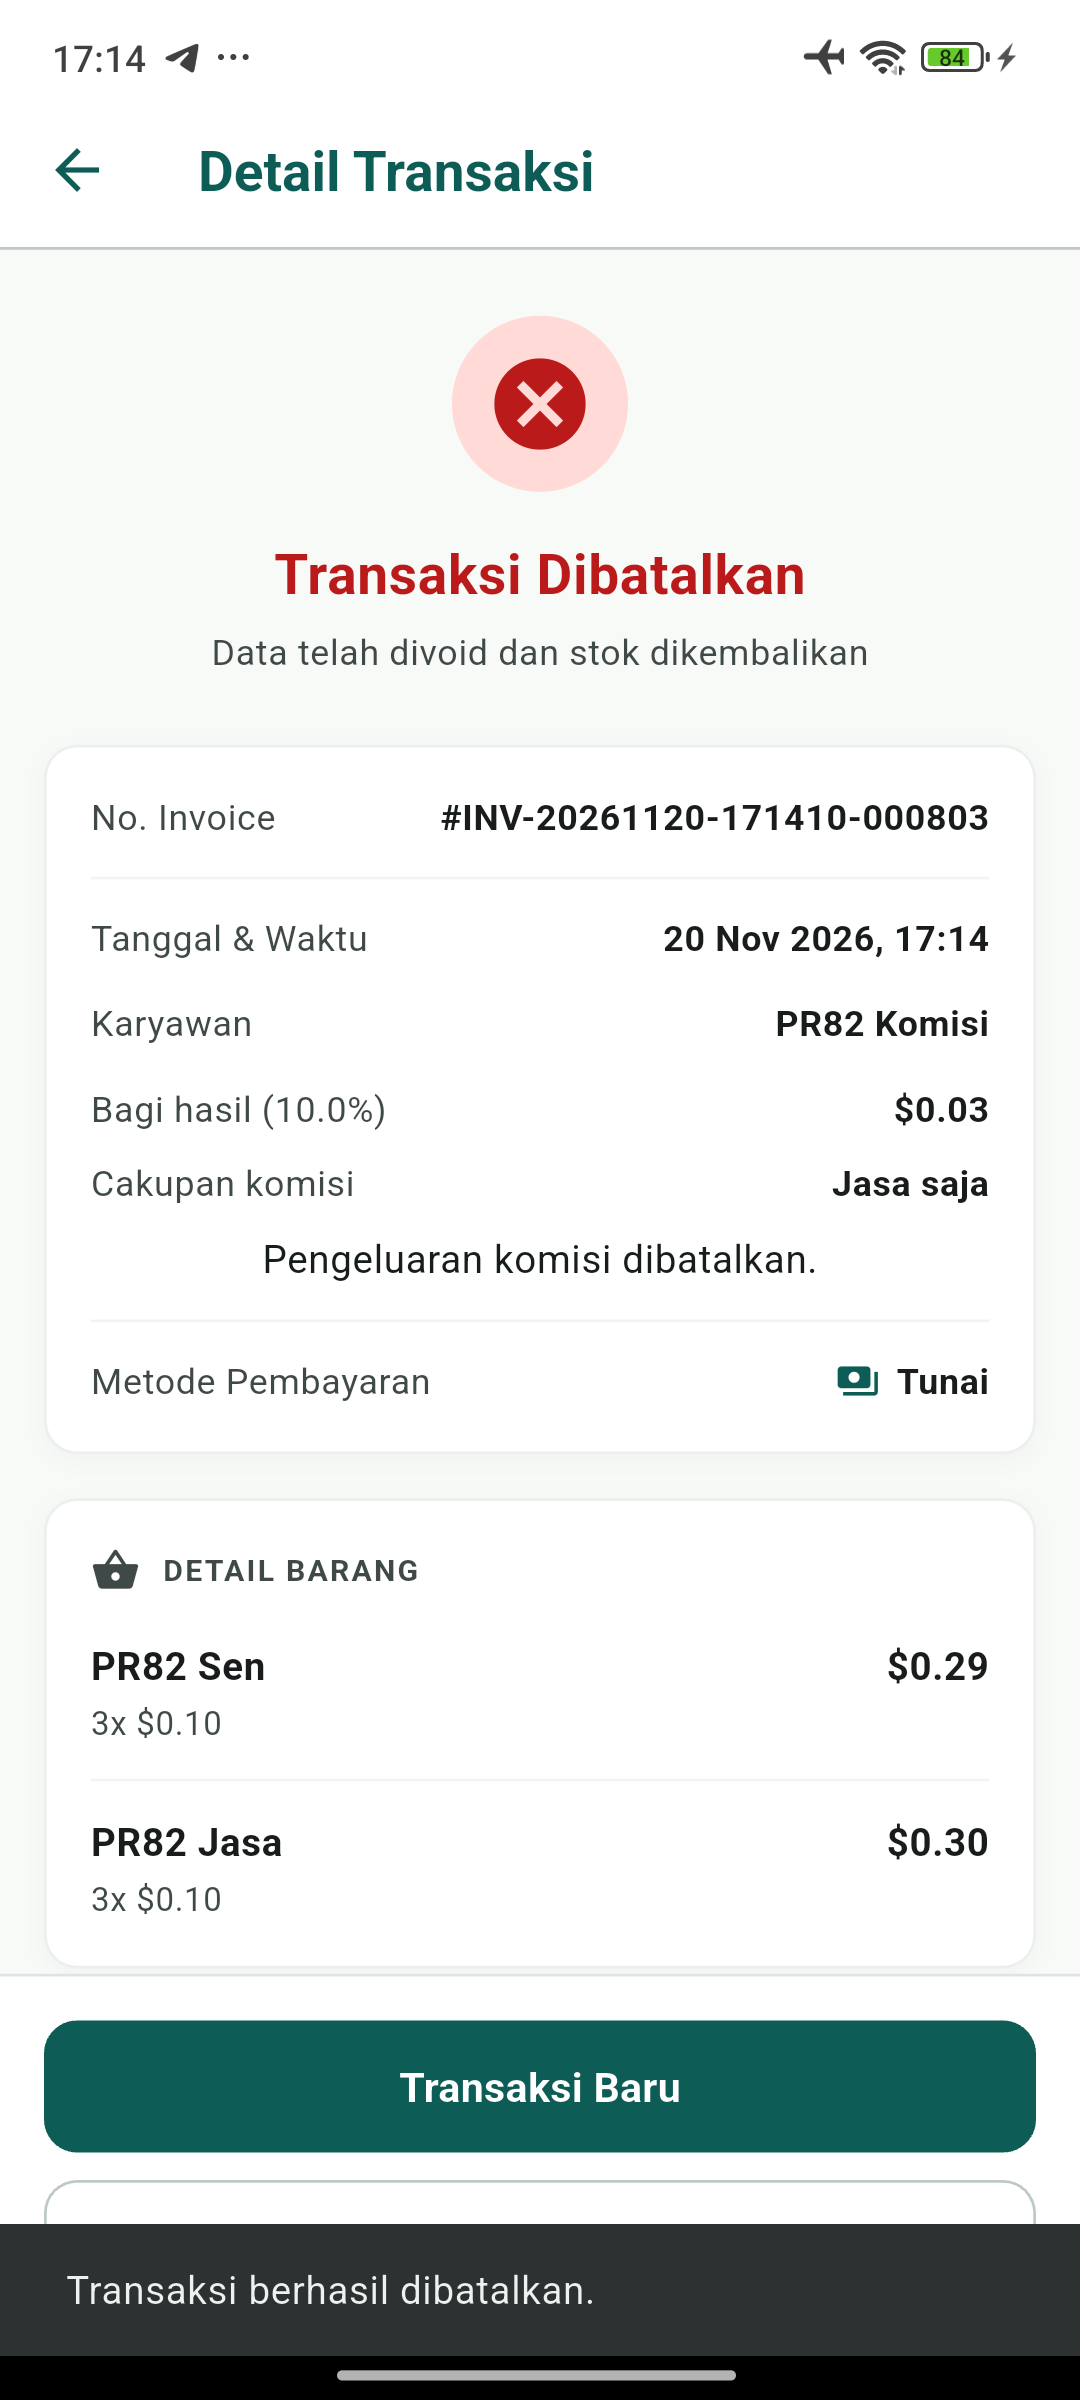 17:14
84
Detail Transaksi
Transaksi Dibatalkan
Data telah divoid dan stok dikembalikan
No. Invoice #INV-20261120-171410-000803
Tanggal & Waktu 20 Nov 2026, 17:14
Karyawan PR82 Komisi
Bagi hasil (10.0%) $0.03
Cakupan komisi Jasa saja
Pengeluaran komisi dibatalkan.
Metode Pembayaran Tunai
DETAIL BARANG
PR82 Sen $0.29
3x $0.10
PR82 Jasa $0.30
3x $0.10
Transaksi Baru
Transaksi berhasil dibatalkan.